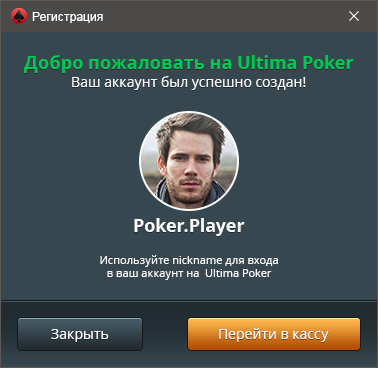 Регистрация
Добро пожаловать на Ultima Poker
Ваш аккаунт был успешно создан!
Poker.Player
Используйте nickname для входа
в ваш аккаунт на Ultima Poker
Закрыть
Перейти в кассу